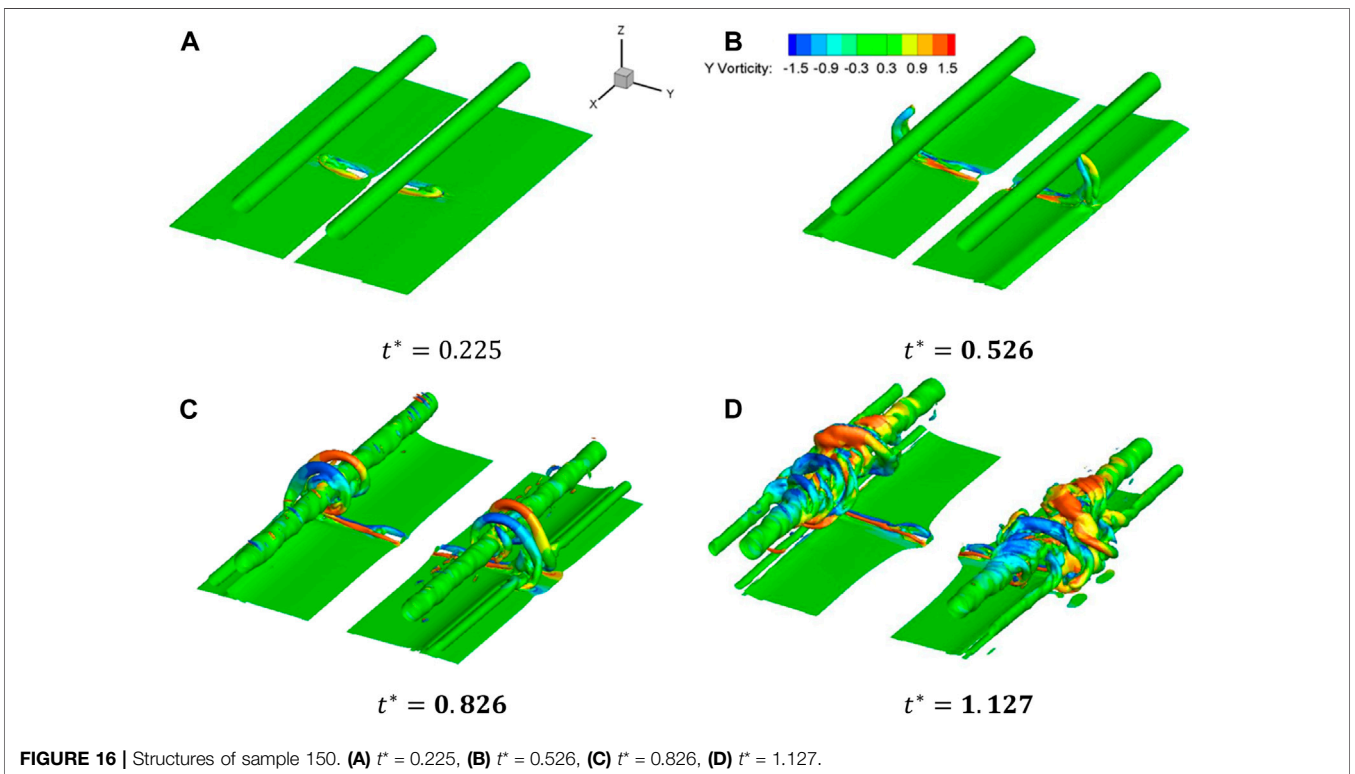 A
Z
X
Y
B
Y Vorticity: -1.5 -0.9 -0.3 0.3 0.9 1.5
t* = 0.225
t* = 0.526
C
D
t* = 0.826
t* = 1.127
FIGURE 16 | Structures of sample 150. (A) t* = 0.225, (B) t* = 0.526, (C) t* = 0.826, (D) t* = 1.127.